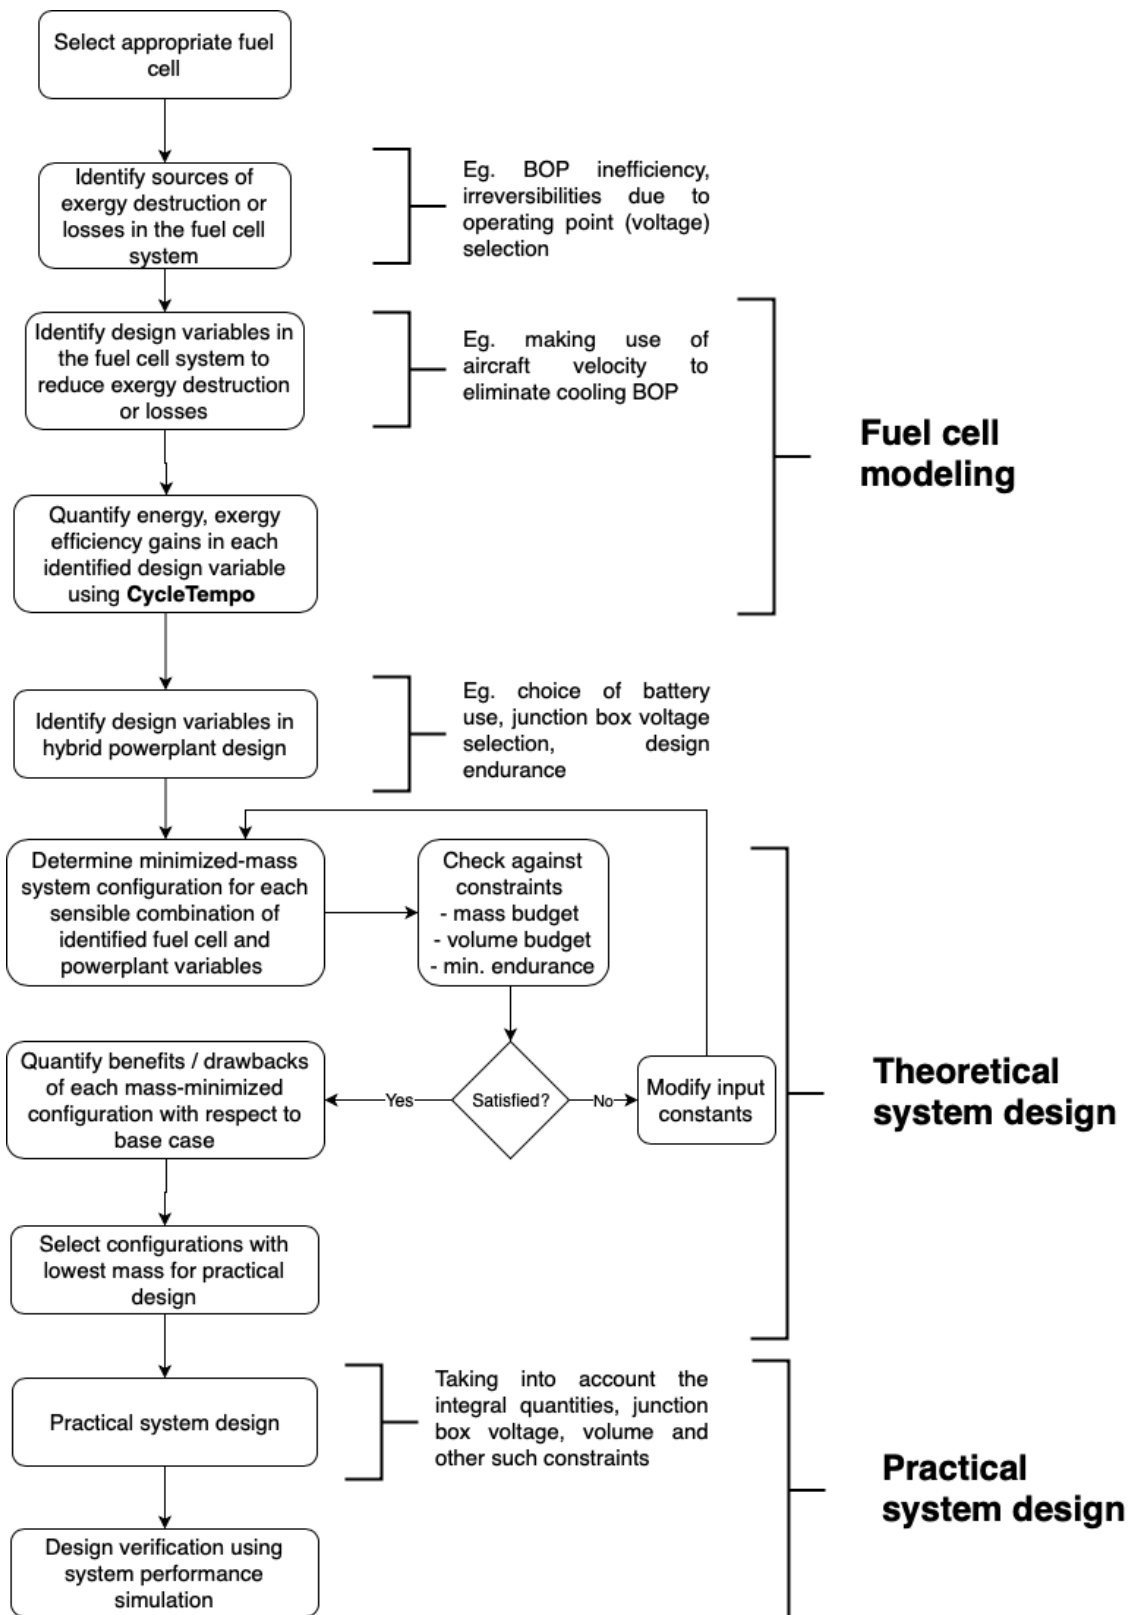 Select appropriate fuel
cell
Identify sources of
exergy destruction or
losses in the fuel cell
system
Eg. BOP inefficiency,
irreversibilities due to
operating point (voltage)
selection
Identify design variables in
the fuel cell system to
reduce exergy destruction
or losses
Eg. making use of
aircraft velocity to
eliminate cooling BOP
Fuel cell
modeling
Quantify energy, exergy
efficiency gains in each
identified design variable
using CycleTempo
Identify design variables in
hybrid powerplant design
Eg. choice of battery
use, junction box voltage
selection, design
endurance
Determine minimized-mass
system configuration for each
sensible combination of
identified fuel cell and
powerplant variables
Check against
constraints
- mass budget
- volume budget
- min. endurance
Quantify benefits / drawbacks
of each mass-minimized
configuration with respect to
base case
Yes
Satisfied?
No
Modify input
constants
Theoretical
system design
Select configurations with
lowest mass for practical
design
Practical system design
Taking into account the
integral quantities, junction
box voltage, volume and
other such constraints
Practical
system design
Design verification using
system performance
simulation